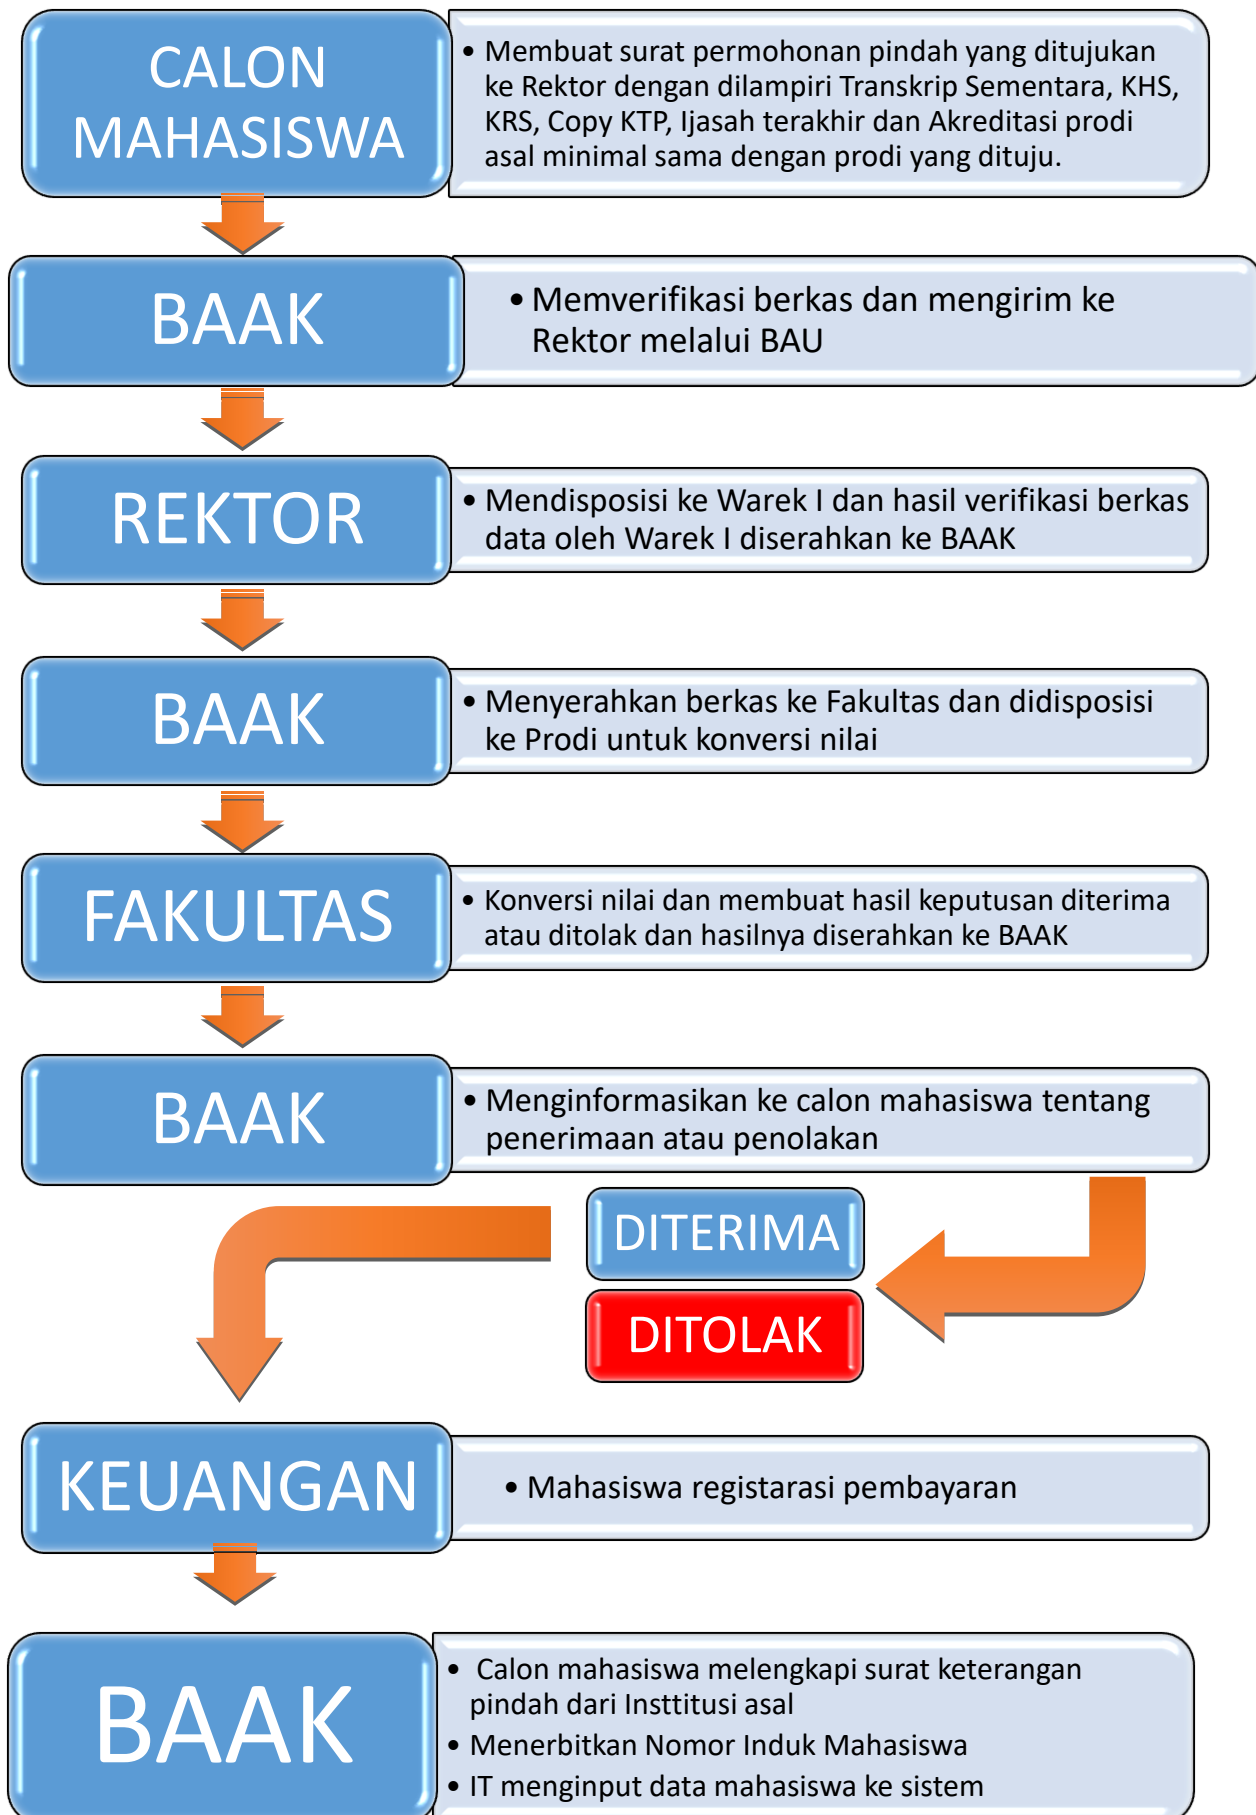 CALON
MAHASISWA
• Membuat surat permohonan pindah yang ditujukan
ke Rektor dengan dilampiri Transkrip Sementara, KHS,
KRS, Copy KTP, Ijasah terakhir dan Akreditasi prodi
asal minimal sama dengan prodi yang dituju.
BAAK
• Memverifikasi berkas dan mengirim ke
Rektor melalui BAU
REKTOR
• Mendisposisi ke Warek I dan hasil verifikasi berkas
data oleh Warek I diserahkan ke BAAK
BAAK
• Menyerahkan berkas ke Fakultas dan didisposisi
ke Prodi untuk konversi nilai
FAKULTAS
• Konversi nilai dan membuat hasil keputusan diterima
atau ditolak dan hasilnya diserahkan ke BAAK
BAAK
• Menginformasikan ke calon mahasiswa tentang
penerimaan atau penolakan
DITERIMA
DITOLAK
KEUANGAN
• Mahasiswa registarasi pembayaran
BAAK
• Calon mahasiswa melengkapi surat keterangan
pindah dari Insttitusi asal
• Menerbitkan Nomor Induk Mahasiswa
• IT menginput data mahasiswa ke sistem